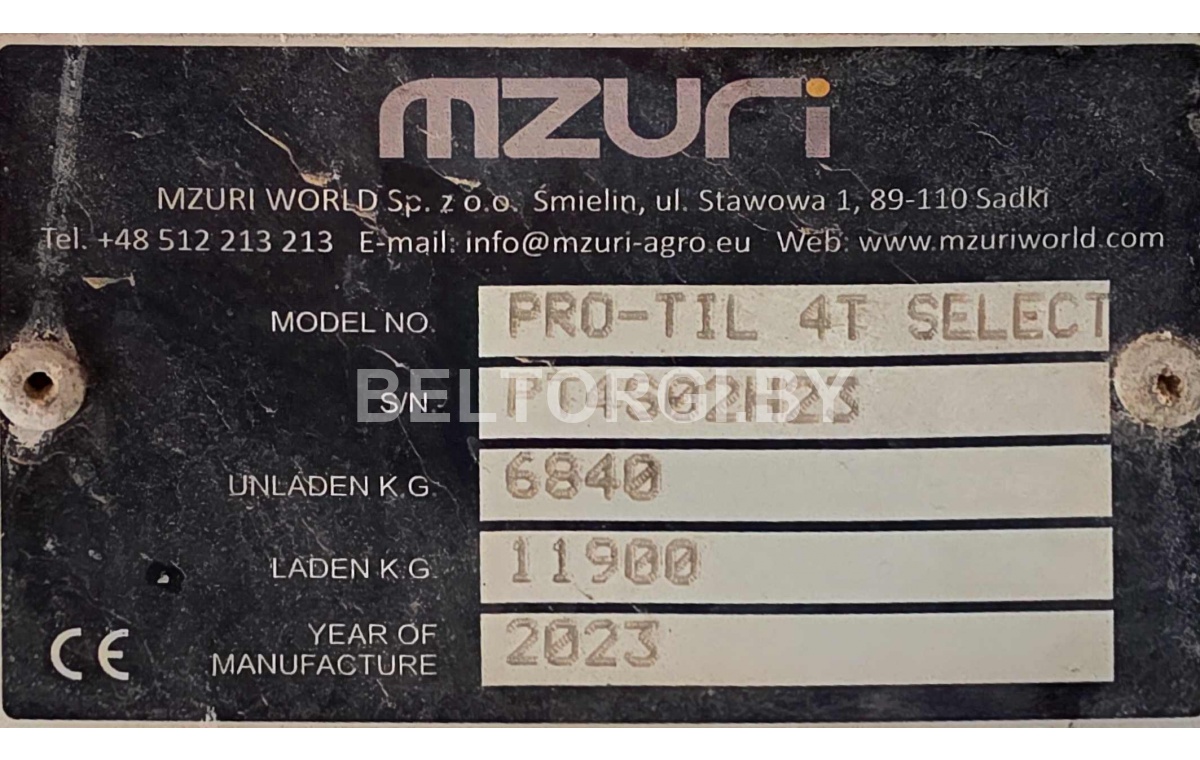 mzuri
MZURI WORLD Sp. z o.o. Śmielin, ul. Stawowa 1, 89-110 Sadki
Tel. +48 512 213 213 E-mail: info@mzuri-agro.eu Web: www.mzuriworld.com
MODEL NO. PRO-TIL 4T SELECT
S/N.
BELTORGI.BY
UNLADEN K.G. 6840
LADEN K.G. 11900
YEAR OF
MANUFACTURE 2023
CE